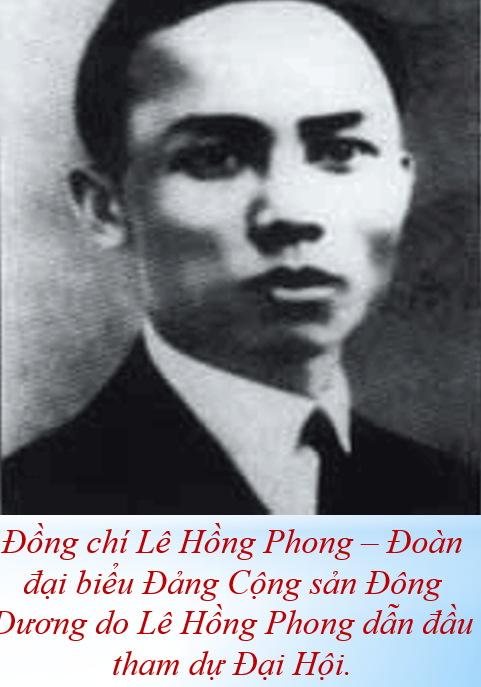 Đồng chí Lê Hồng Phong – Đoàn
đại biểu Đảng Cộng sản Đông
Dương do Lê Hồng Phong dẫn đầu
tham dự Đại Hội.